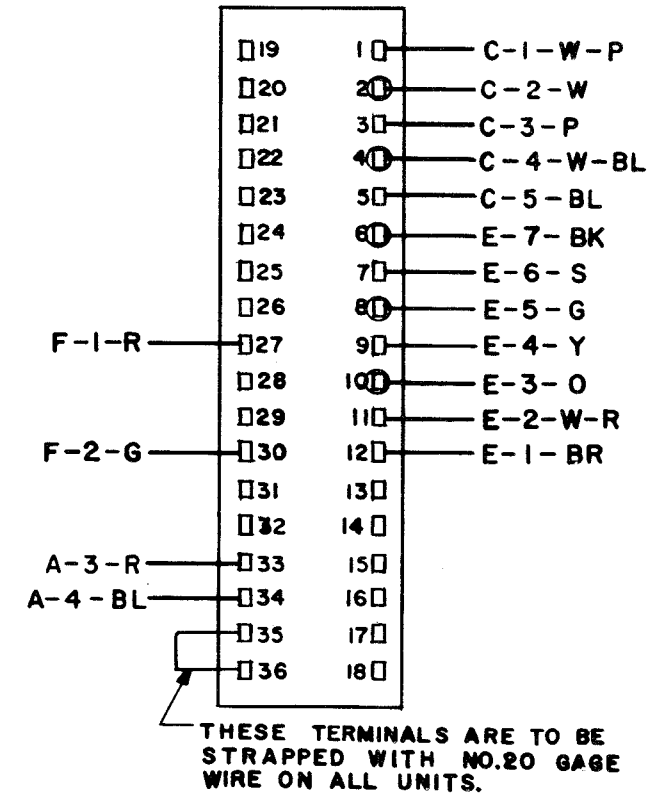 19 1 C-1-W-P
20 2 C-2-W
21 3 C-3-P
22 4 C-4-W-BL
23 5 C-5-BL
24 6 E-7-BK
25 7 E-6-S
26 8 E-5-G
F-1-R 27 9 E-4-Y
28 10 E-3-O
29 11 E-2-W-R
F-2-G 30 12 E-1-BR
31 13
32 14
A-3-R 33 15
A-4-BL 34 16
35 17
36 18
THESE TERMINALS ARE TO BE
STRAPPED WITH NO.20 GAGE
WIRE ON ALL UNITS.